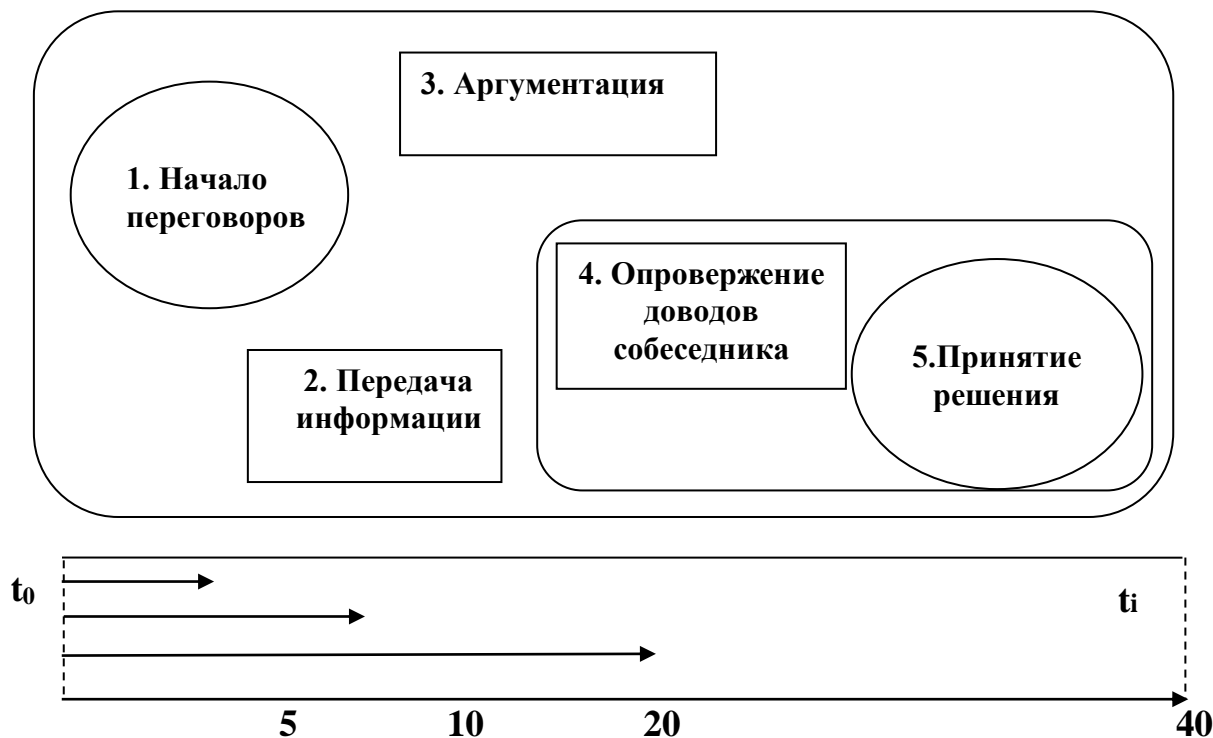 3. Аргументация
1. Начало
переговоров
4. Опровержение
доводов
собеседника
5.Принятие
решения
2. Передача
информации
t₀
tᵢ
5 10 20 40